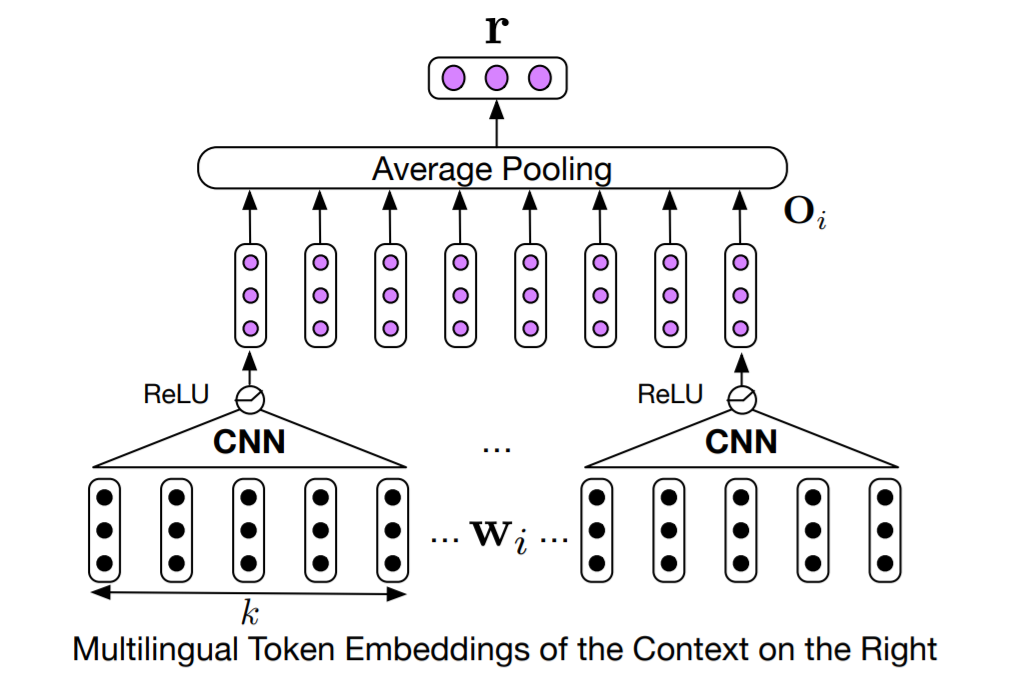 r
Average Pooling
O_i
ReLU
ReLU
CNN
...
CNN
... w_i ...
k
Multilingual Token Embeddings of the Context on the Right